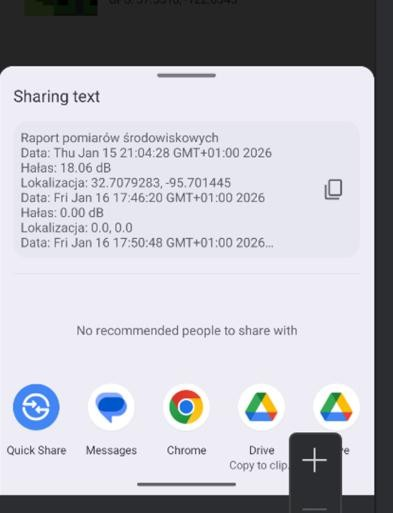 Sharing text
Raport pomiarów środowiskowych
Data: Thu Jan 15 21:04:28 GMT+01:00 2026
Hałas: 18.06 dB
Lokalizacja: 32.7079283, -95.701445
Data: Fri Jan 16 17:46:20 GMT+01:00 2026
Hałas: 0.00 dB
Lokalizacja: 0.0, 0.0
Data: Fri Jan 16 17:50:48 GMT+01:00 2026...
No recommended people to share with
Quick Share
Messages
Chrome
Drive
Copy to clip